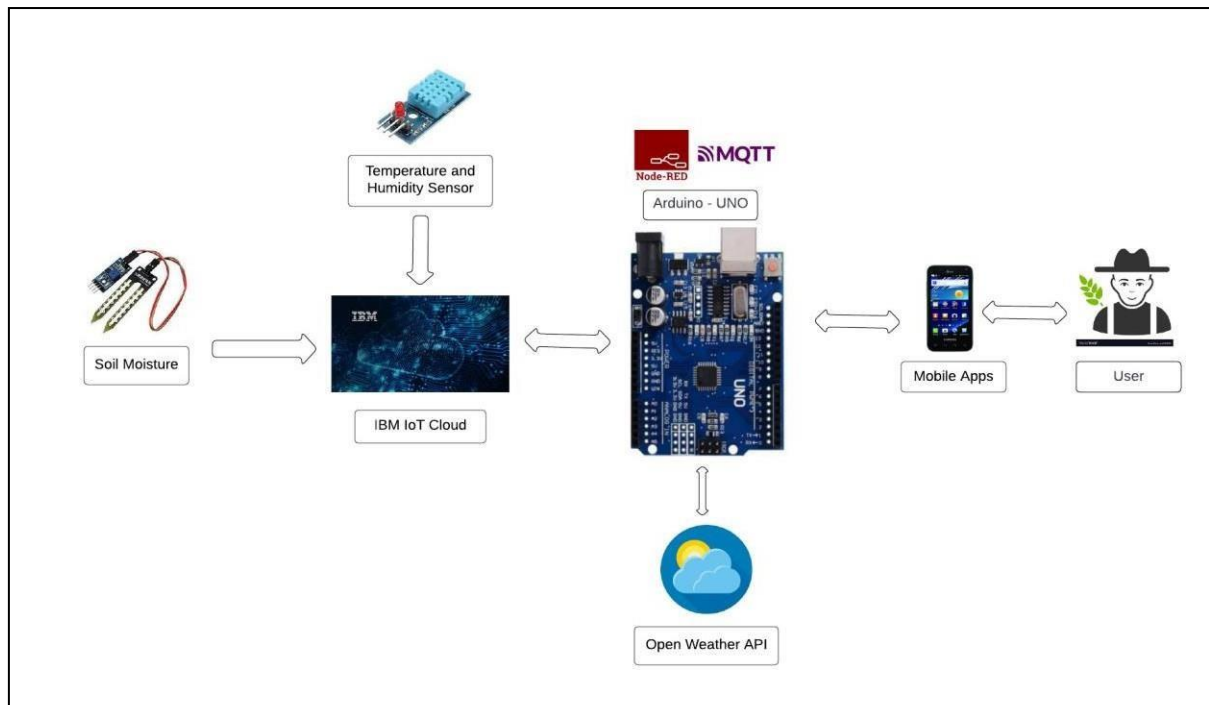 Temperature and
Humidity Sensor
Node-RED
MQTT
Arduino - UNO
Soil Moisture
IBM
IBM IoT Cloud
UNO
Mobile Apps
User
Open Weather API